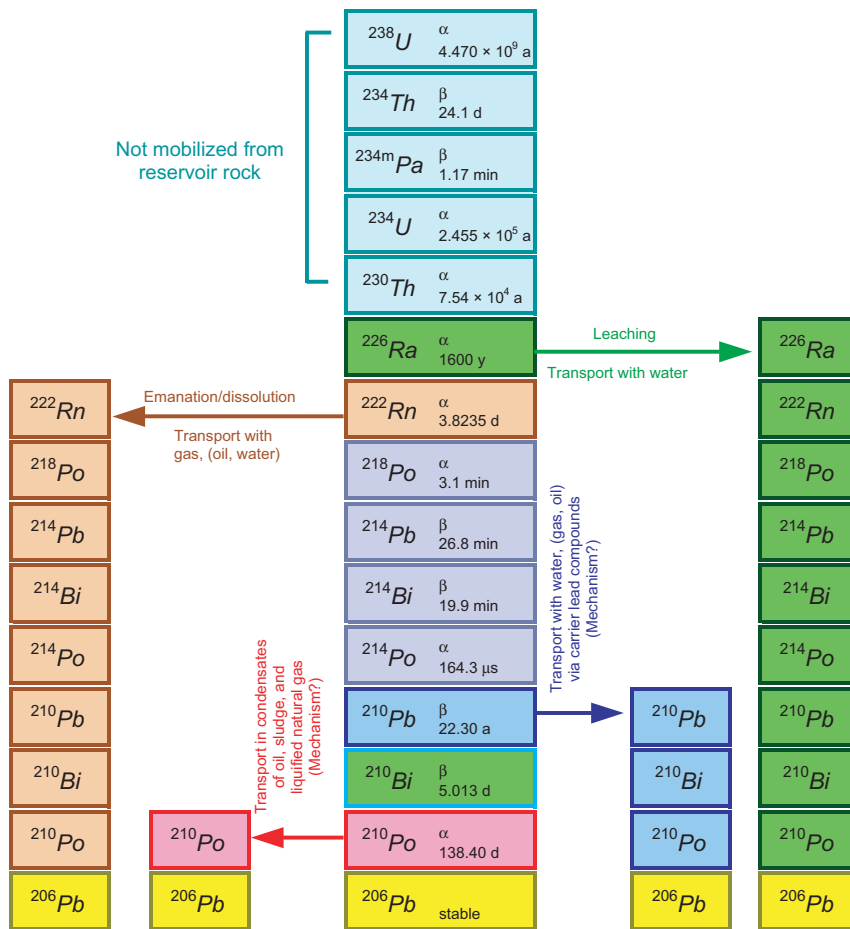 ²³⁸U α
4.470 × 10⁹ a
²³⁴Th β
24.1 d
Not mobilized from
reservoir rock
²³⁴ᵐPa β
1.17 min
²³⁴U α
2.455 × 10⁵ a
²³⁰Th α
7.54 × 10⁴ a
²²⁶Ra α
1600 y
Leaching
Transport with water
²²⁶Ra
²²²Rn
Emanation/dissolution
Transport with
gas, (oil, water)
²²²Rn α
3.8235 d
²²²Rn
²¹⁸Po
²¹⁸Po α
3.1 min
²¹⁸Po
²¹⁴Pb
²¹⁴Pb β
26.8 min
Transport with water, (gas, oil)
via carrier lead compounds
(Mechanism?)
²¹⁴Pb
²¹⁴Bi
²¹⁴Bi β
19.9 min
²¹⁴Bi
²¹⁴Po
²¹⁴Po α
164.3 μs
²¹⁴Po
²¹⁰Pb
Transport in condensates
of oil, sludge, and
liquified natural gas
(Mechanism?)
²¹⁰Pb β
22.30 a
²¹⁰Pb
²¹⁰Pb
²¹⁰Bi
²¹⁰Bi β
5.013 d
²¹⁰Bi
²¹⁰Bi
²¹⁰Po
²¹⁰Po
²¹⁰Po α
138.40 d
²¹⁰Po
²¹⁰Po
²⁰⁶Pb
²⁰⁶Pb
²⁰⁶Pb stable
²⁰⁶Pb
²⁰⁶Pb